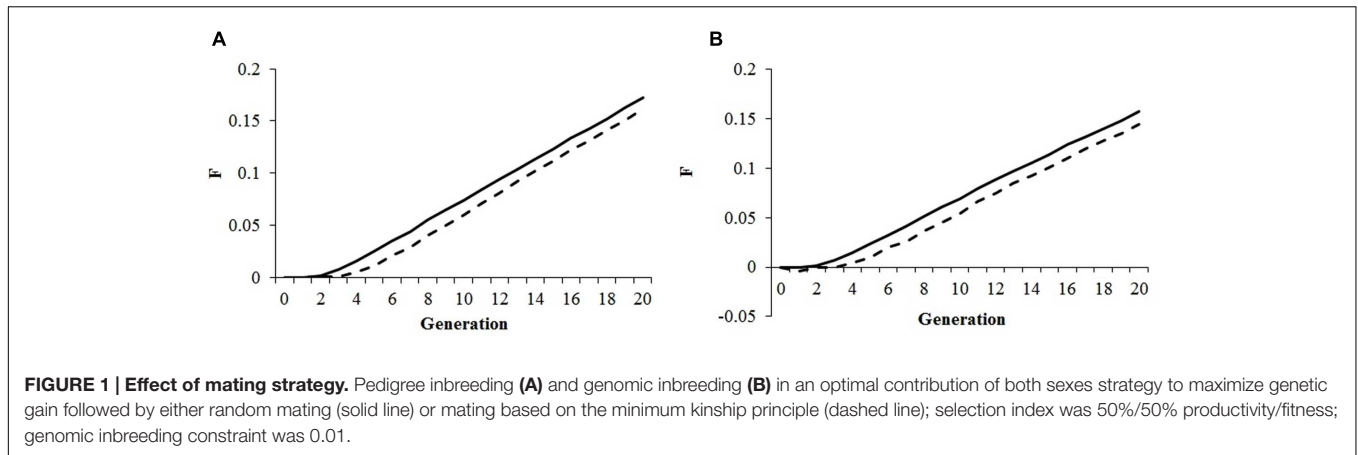 A
0.2
0.15
0.1
0.05
0
F
0 2 4 6 8 10 12 14 16 18 20
Generation
B
0.2
0.15
0.1
0.05
0
-0.05
F
0 2 4 6 8 10 12 14 16 18 20
Generation
FIGURE 1 | Effect of mating strategy. Pedigree inbreeding (A) and genomic inbreeding (B) in an optimal contribution of both sexes strategy to maximize genetic
gain followed by either random mating (solid line) or mating based on the minimum kinship principle (dashed line); selection index was 50%/50% productivity/fitness;
genomic inbreeding constraint was 0.01.